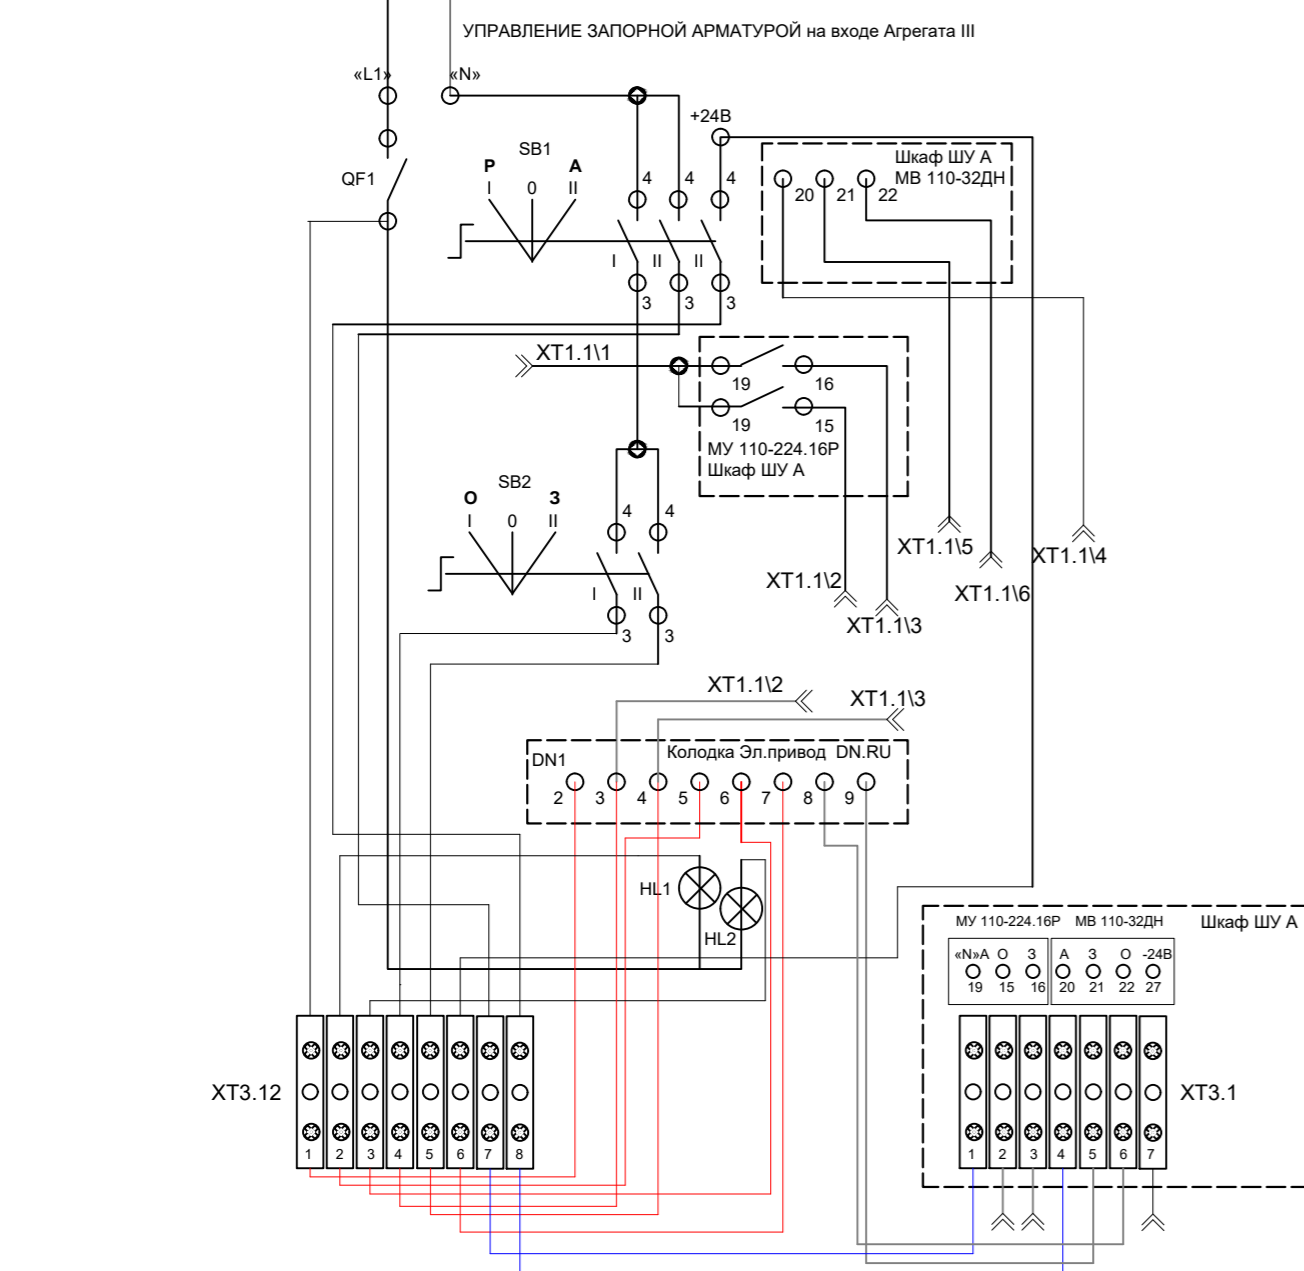 УПРАВЛЕНИЕ ЗАПОРНОЙ АРМАТУРОЙ на входе Агрегата III
«L1» «N»
+24В
SB1
P A
I 0 II
QF1
4 4 4
I II II
3 3 3
Шкаф ШУ А
МВ 110-32ДН
20 21 22
XT1.1\1
19 16
19 15
МУ 110-224.16Р
Шкаф ШУ А
SB2
О З
I 0 II
4 4
I II
3 3
XT1.1\5
XT1.1\4
XT1.1\2
XT1.1\6
XT1.1\3
XT1.1\2
XT1.1\3
DN1 Колодка Эл.привод DN.RU
2 3 4 5 6 7 8 9
HL1
HL2
МУ 110-224.16Р МВ 110-32ДН Шкаф ШУ А
«N»А О З А З О -24В
19 15 16 20 21 22 27
XT3.12
1 2 3 4 5 6 7 8
XT3.1
1 2 3 4 5 6 7